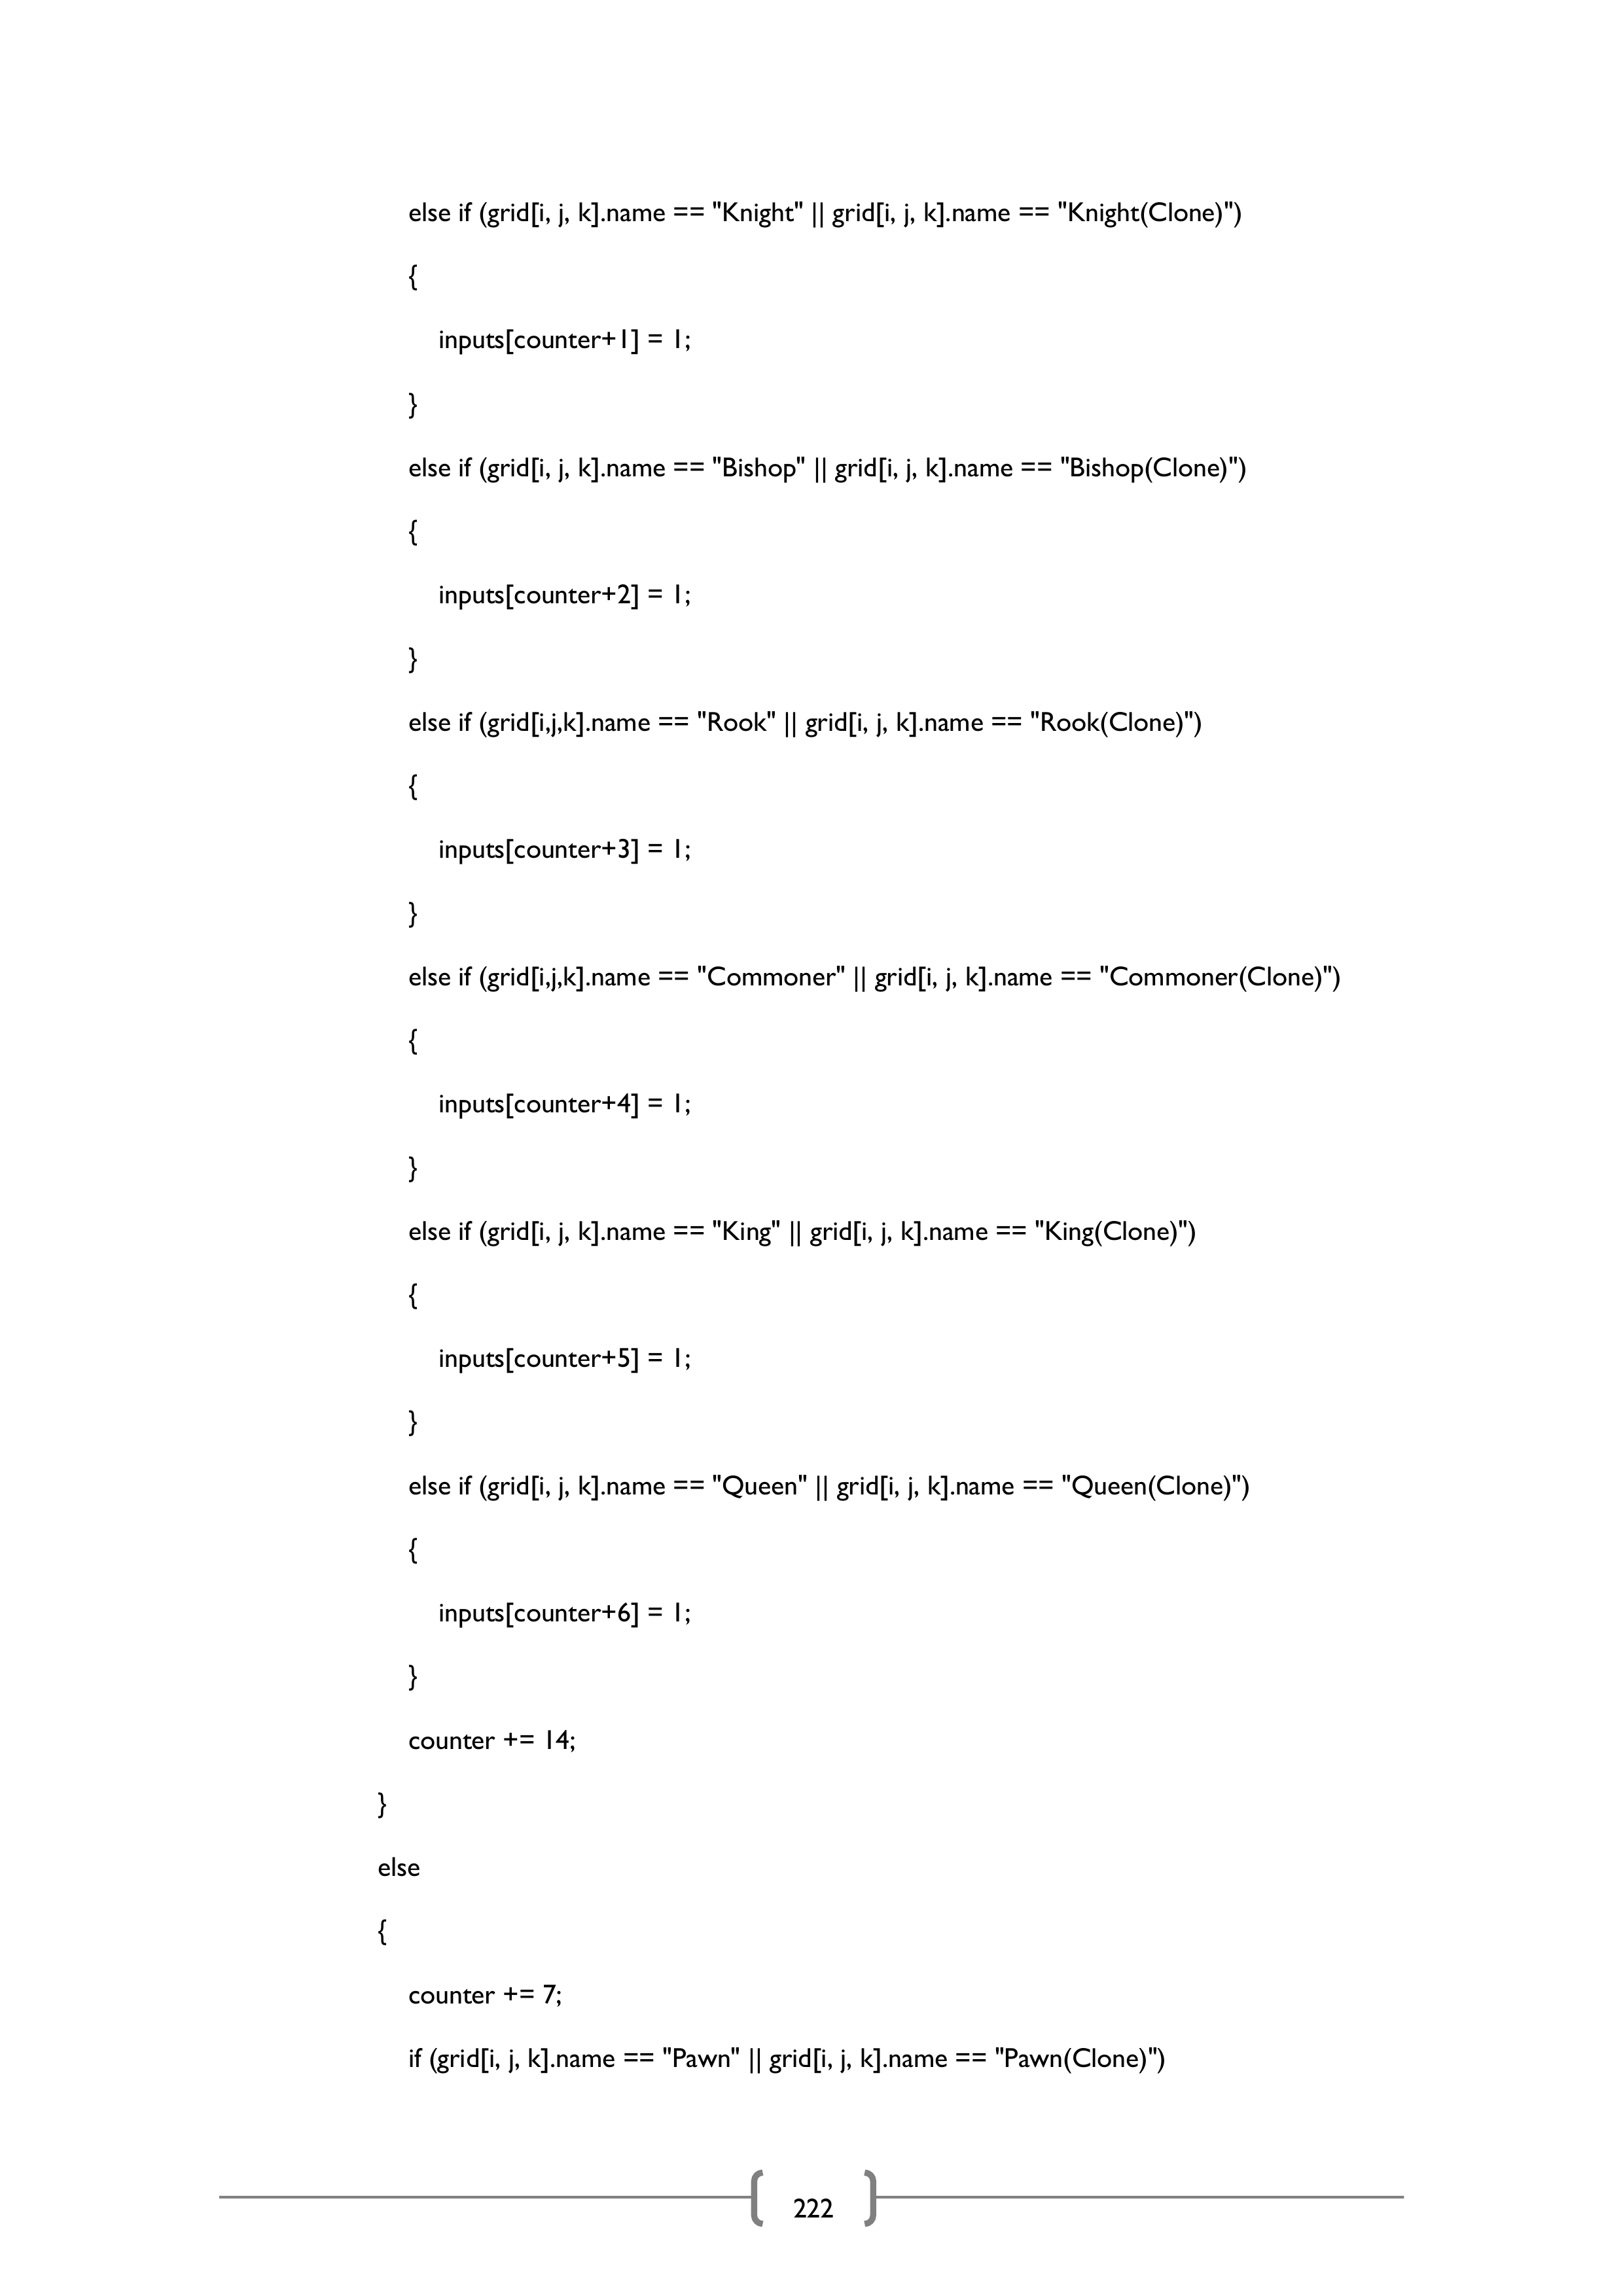 else if (grid[i, j, k].name == "Knight" || grid[i, j, k].name == "Knight(Clone)")
{
inputs[counter+1] = 1;
}
else if (grid[i, j, k].name == "Bishop" || grid[i, j, k].name == "Bishop(Clone)")
{
inputs[counter+2] = 1;
}
else if (grid[i,j,k].name == "Rook" || grid[i, j, k].name == "Rook(Clone)")
{
inputs[counter+3] = 1;
}
else if (grid[i,j,k].name == "Commoner" || grid[i, j, k].name == "Commoner(Clone)")
{
inputs[counter+4] = 1;
}
else if (grid[i, j, k].name == "King" || grid[i, j, k].name == "King(Clone)")
{
inputs[counter+5] = 1;
}
else if (grid[i, j, k].name == "Queen" || grid[i, j, k].name == "Queen(Clone)")
{
inputs[counter+6] = 1;
}
counter += 14;
}
else
{
counter += 7;
if (grid[i, j, k].name == "Pawn" || grid[i, j, k].name == "Pawn(Clone)")
222